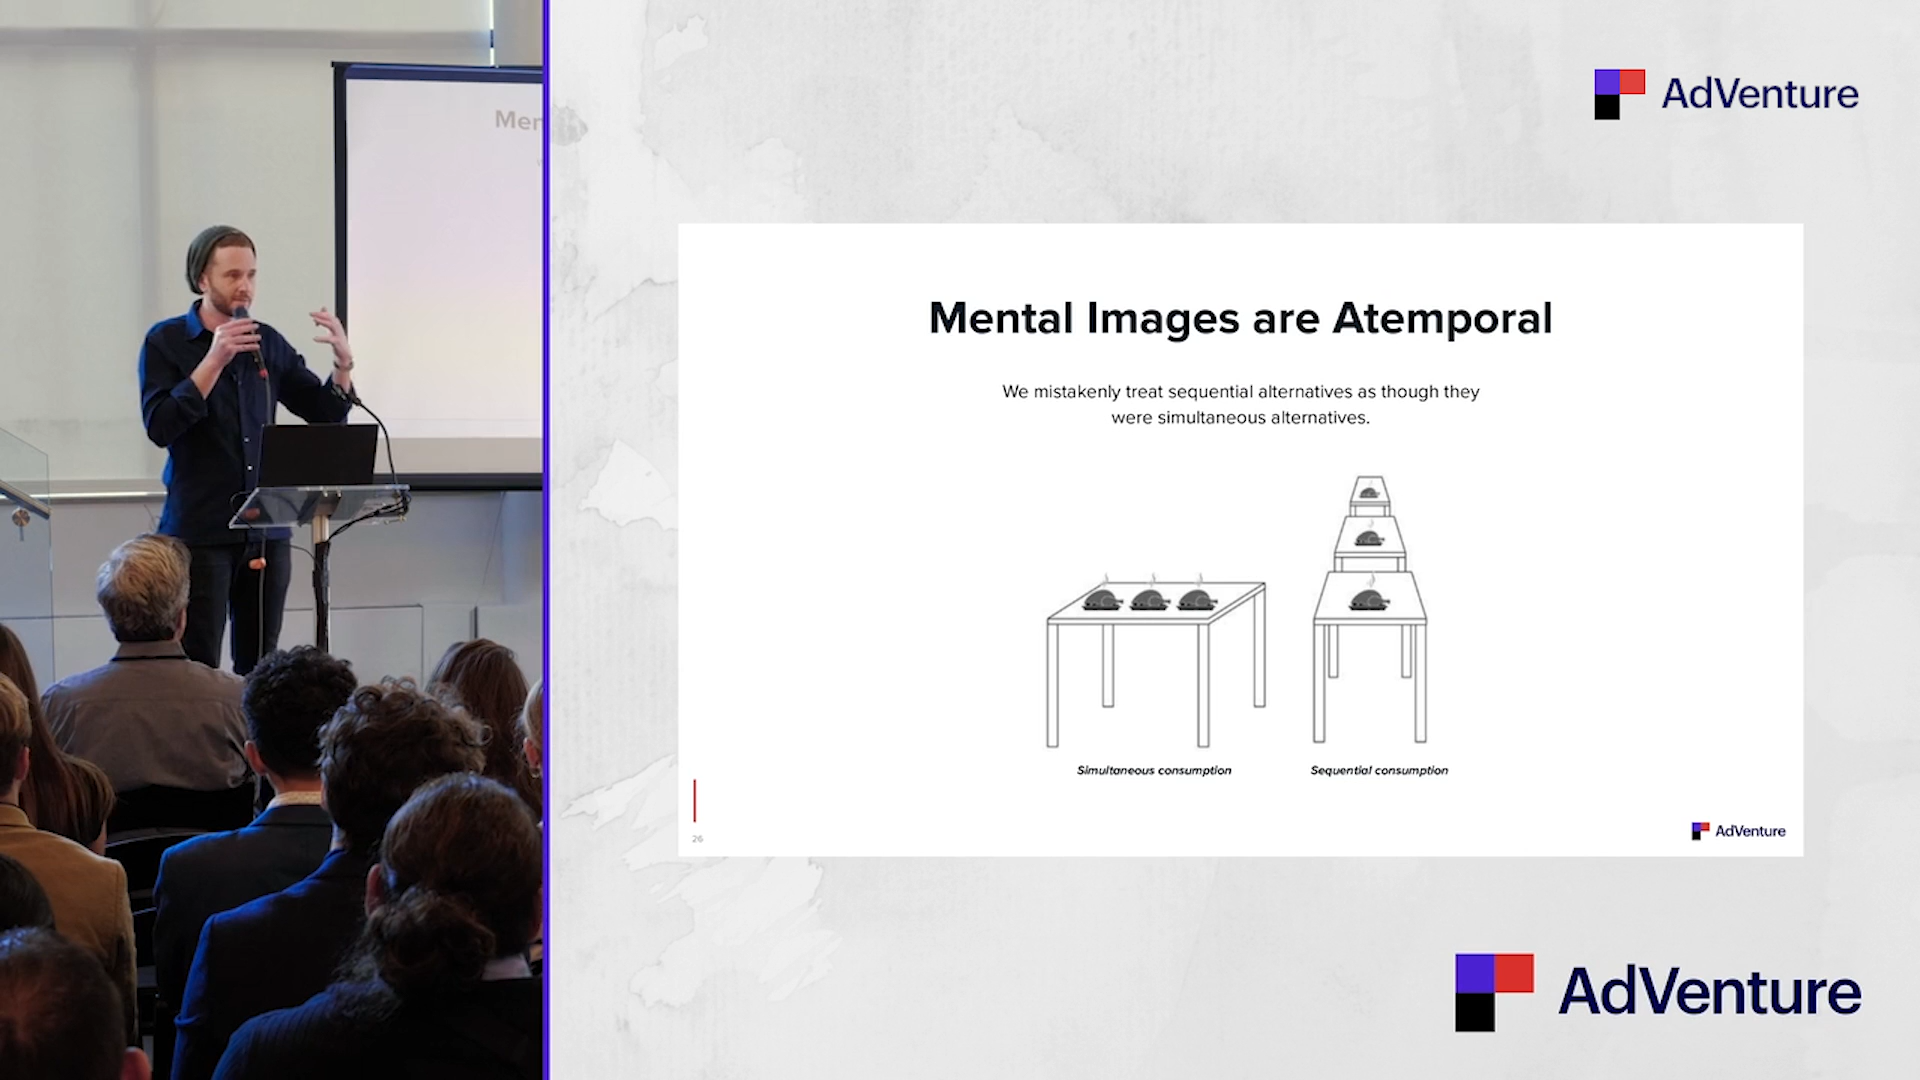 Men
AdVenture
Mental Images are Atemporal
We mistakenly treat sequential alternatives as though they
were simultaneous alternatives.
Simultaneous consumption
Sequential consumption
26
AdVenture
AdVenture